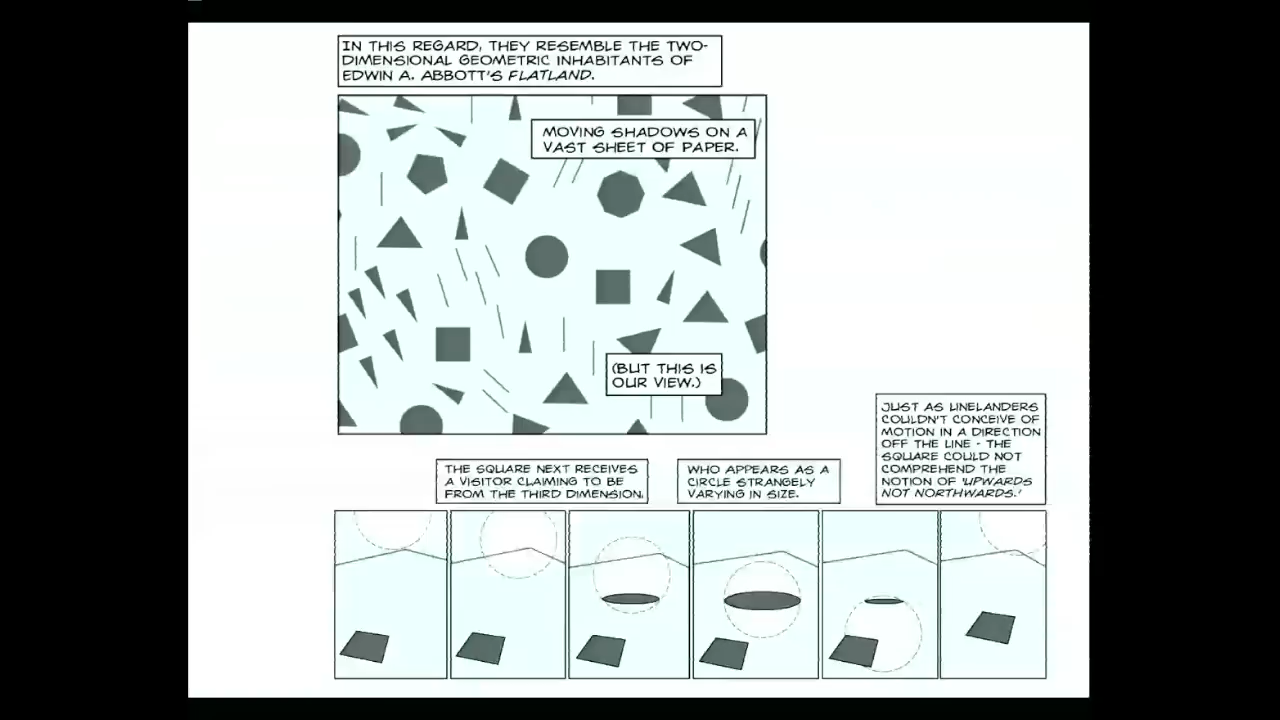 IN THIS REGARD, THEY RESEMBLE THE TWO-
DIMENSIONAL GEOMETRIC INHABITANTS OF
EDWIN A. ABBOTT'S FLATLAND.
MOVING SHADOWS ON A
VAST SHEET OF PAPER.
(BUT THIS IS
OUR VIEW.)
THE SQUARE NEXT RECEIVES
A VISITOR CLAIMING TO BE
FROM THE THIRD DIMENSION,
WHO APPEARS AS A
CIRCLE STRANGELY
VARYING IN SIZE.
JUST AS LINELANDERS
COULDN'T CONCEIVE OF
MOTION IN A DIRECTION
OFF THE LINE - THE
SQUARE COULD NOT
COMPREHEND THE
NOTION OF 'UPWARDS
NOT NORTHWARDS.'